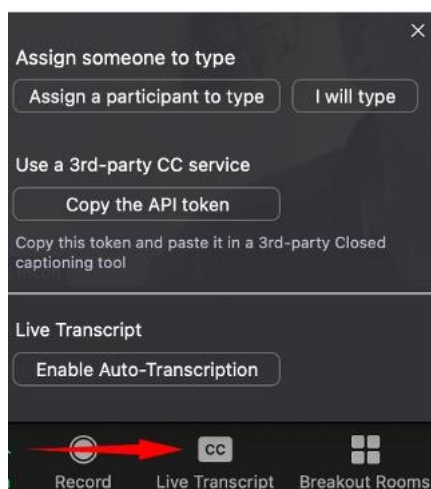 Assign someone to type
Assign a participant to type I will type
Use a 3rd-party CC service
Copy the API token
Copy this token and paste it in a 3rd-party Closed
captioning tool
Live Transcript
Enable Auto-Transcription
CC
Record Live Transcript Breakout Rooms